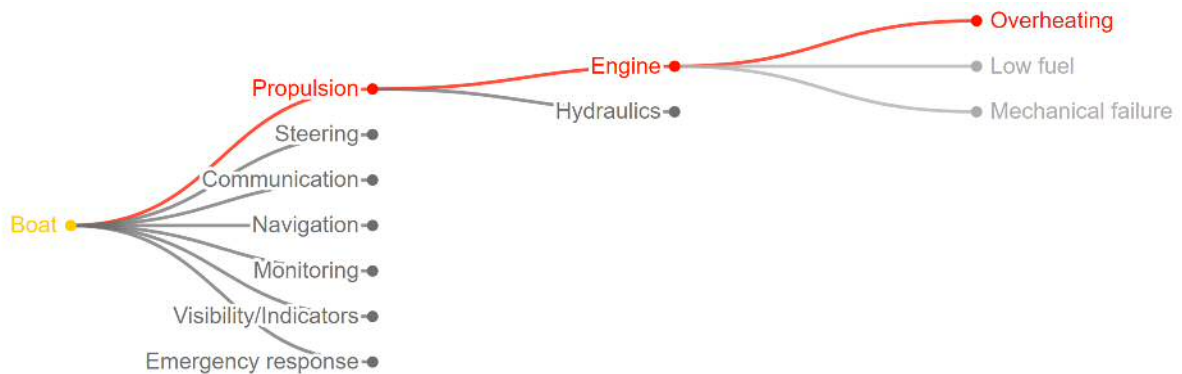 Boat
Propulsion
Steering
Communication
Navigation
Monitoring
Visibility/Indicators
Emergency response
Engine
Hydraulics
Overheating
Low fuel
Mechanical failure